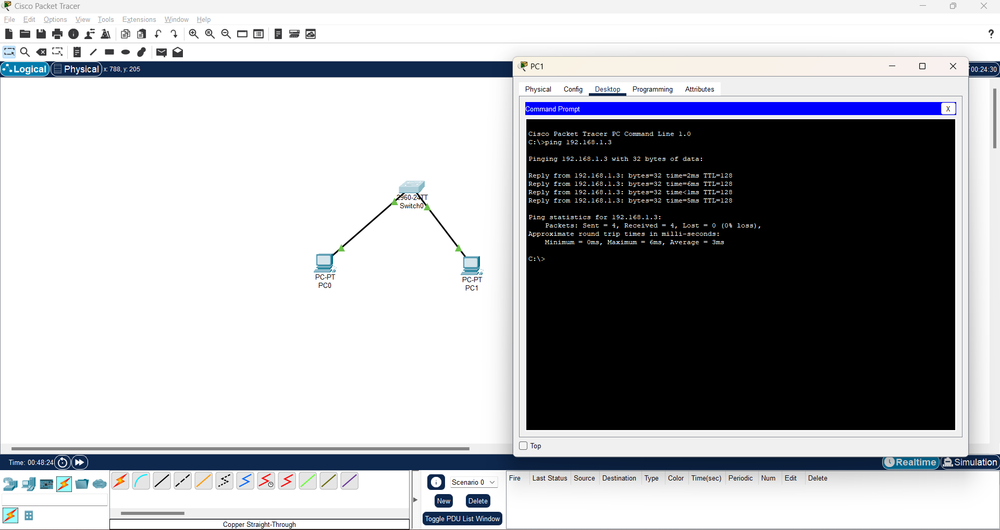 Cisco Packet Tracer
File Edit Options View Tools Extensions Window Help
?
Logical Physical x: 788, y: 205
00:24:30
2960-24TT
Switch0
PC-PT
PC0
PC-PT
PC1
PC1
Physical Config Desktop Programming Attributes
Command Prompt X
Cisco Packet Tracer PC Command Line 1.0
C:\>ping 192.168.1.3
Pinging 192.168.1.3 with 32 bytes of data:
Reply from 192.168.1.3: bytes=32 time=2ms TTL=128
Reply from 192.168.1.3: bytes=32 time=6ms TTL=128
Reply from 192.168.1.3: bytes=32 time<1ms TTL=128
Reply from 192.168.1.3: bytes=32 time=5ms TTL=128
Ping statistics for 192.168.1.3:
Packets: Sent = 4, Received = 4, Lost = 0 (0% loss),
Approximate round trip times in milli-seconds:
Minimum = 0ms, Maximum = 6ms, Average = 3ms
C:\>
Top
Time: 00:48:24
Realtime Simulation
Scenario 0
New Delete
Toggle PDU List Window
Fire Last Status Source Destination Type Color Time(sec) Periodic Num Edit Delete
Copper Straight-Through